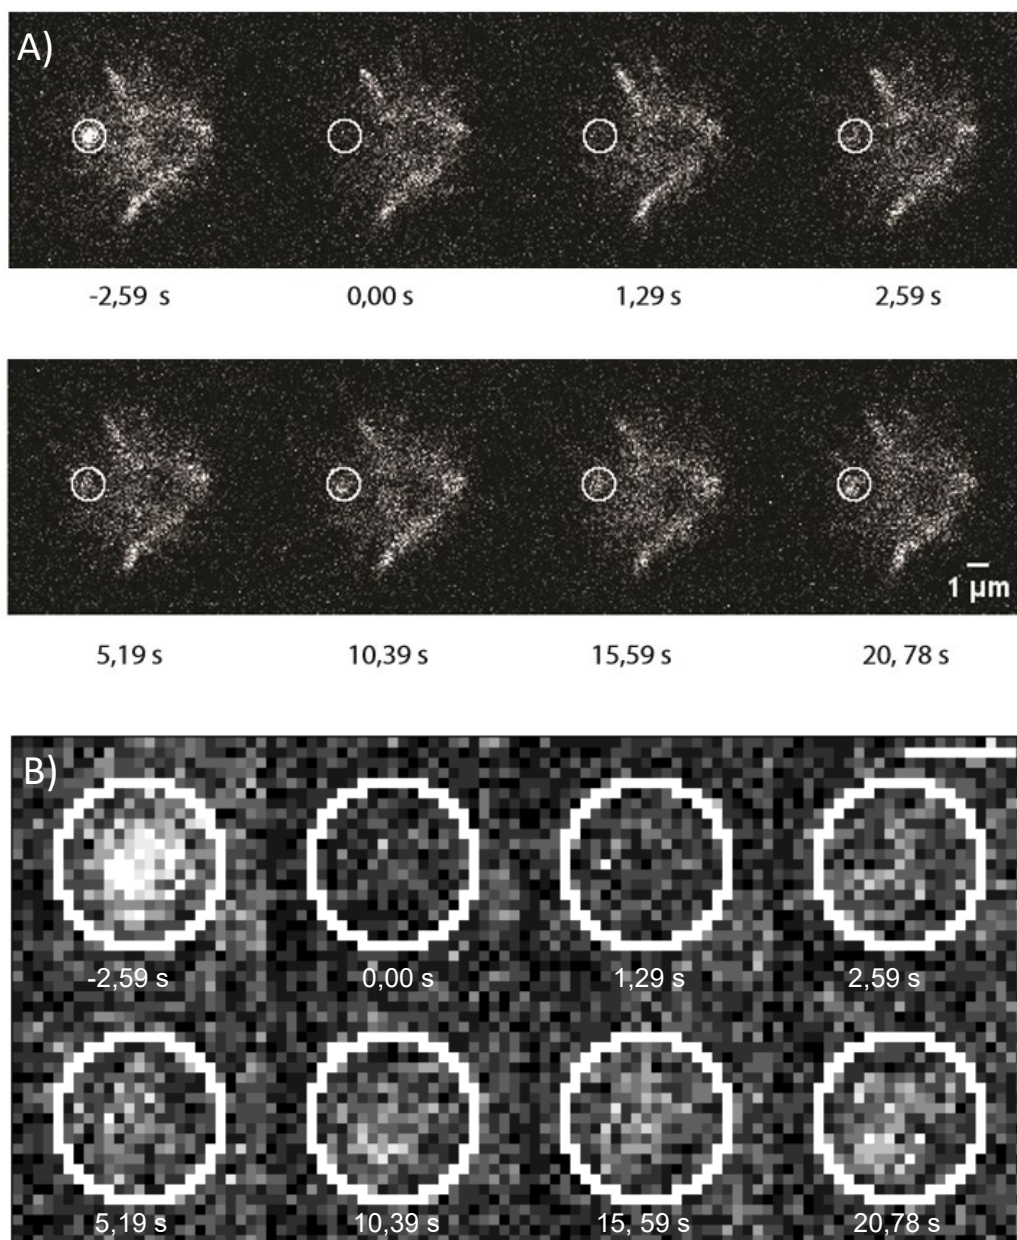 A)
-2,59 s 0,00 s 1,29 s 2,59 s
1 µm
5,19 s 10,39 s 15,59 s 20, 78 s
B)
-2,59 s 0,00 s 1,29 s 2,59 s
5,19 s 10,39 s 15, 59 s 20,78 s